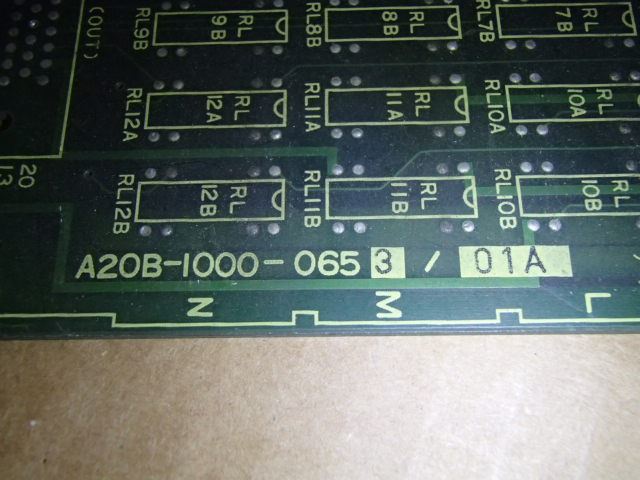 (OUT)
RL9B
RL
9B
RL8B
RL
8B
RL7B
RL
7B
RL12A
RL
12A
RL11A
RL
11A
RL10A
RL
10A
20
13
RL12B
RL
12B
RL11B
RL
11B
RL10B
RL
10B
A20B-1000-0653 / 01A
N
M
L